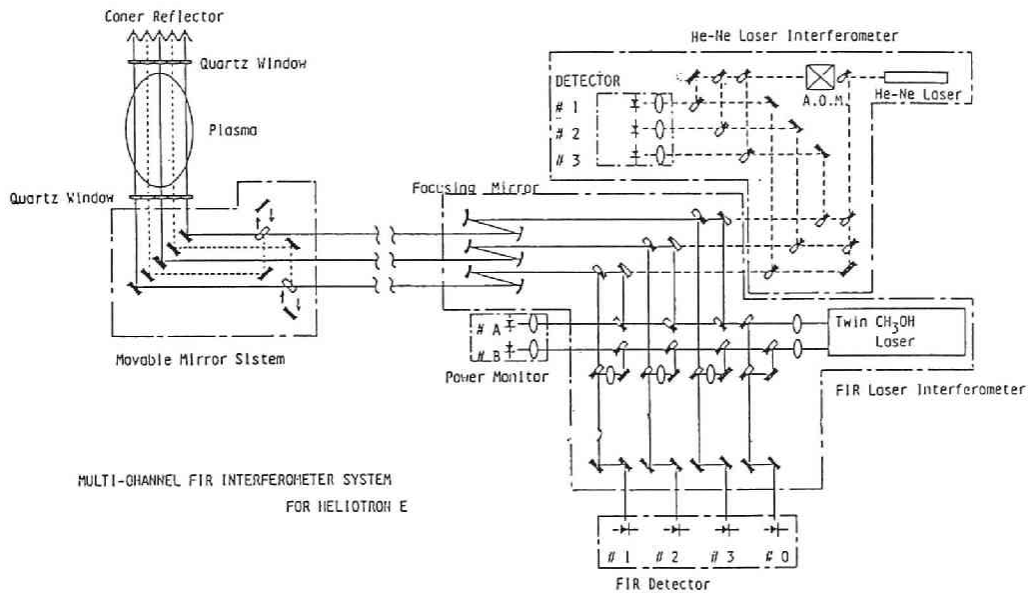 Coner Reflector
Quartz Window
Plasma
Quartz Window
Movable Mirror Sistem
He-Ne Laser Interferometer
DETECTOR
# 1
# 2
# 3
A.O.M.
He-Ne Laser
Focusing Mirror
# A
# B
Power Monitor
Twin CH3OH
Laser
FIR Laser Interferometer
MULTI-CHANNEL FIR INTERFEROMETER SYSTEM
FOR HELIOTRON E
# 1 # 2 # 3 # 0
FIR Detector